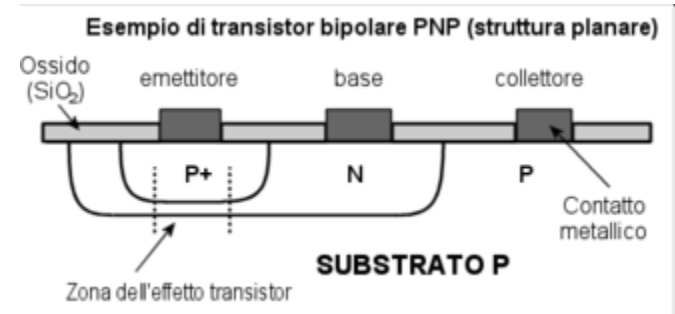 Esempio di transistor bipolare PNP (struttura planare)
Ossido
(SiO₂)
emettitore
base
collettore
P+
N
P
Contatto
metallico
SUBSTRATO P
Zona dell'effetto transistor